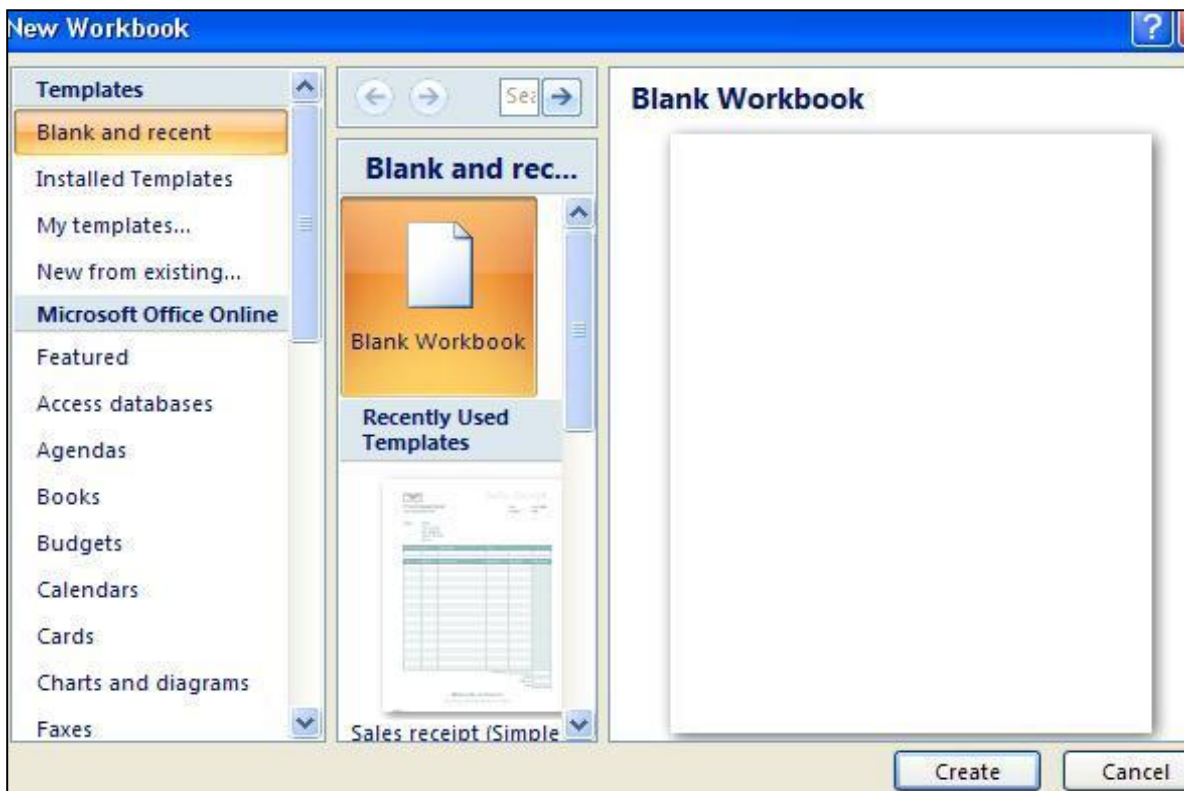 New Workbook
?
Templates
Blank and recent
Installed Templates
My templates...
New from existing...
Microsoft Office Online
Featured
Access databases
Agendas
Books
Budgets
Calendars
Cards
Charts and diagrams
Faxes
Sea
Blank and rec...
Blank Workbook
Recently Used
Templates
Sales receipt (Simple
Blank Workbook
Create
Cancel